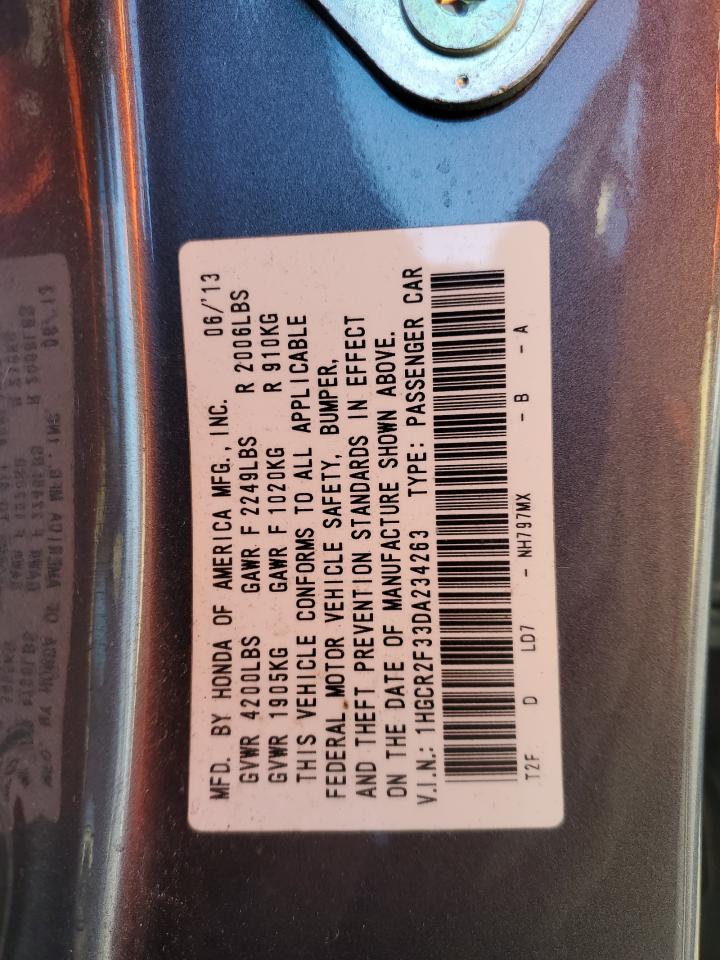 MFD. BY HONDA OF AMERICA MFG., INC. 06/'13
GVWR 4200LBS GAWR F 2249LBS R 2006LBS
GVWR 1905KG GAWR F 1020KG R 910KG
THIS VEHICLE CONFORMS TO ALL APPLICABLE
FEDERAL MOTOR VEHICLE SAFETY, BUMPER,
AND THEFT PREVENTION STANDARDS IN EFFECT
ON THE DATE OF MANUFACTURE SHOWN ABOVE.
V.I.N.: 1HGCR2F33DA234263 TYPE: PASSENGER CAR
T2F D LD7 - NH797MX - B - A